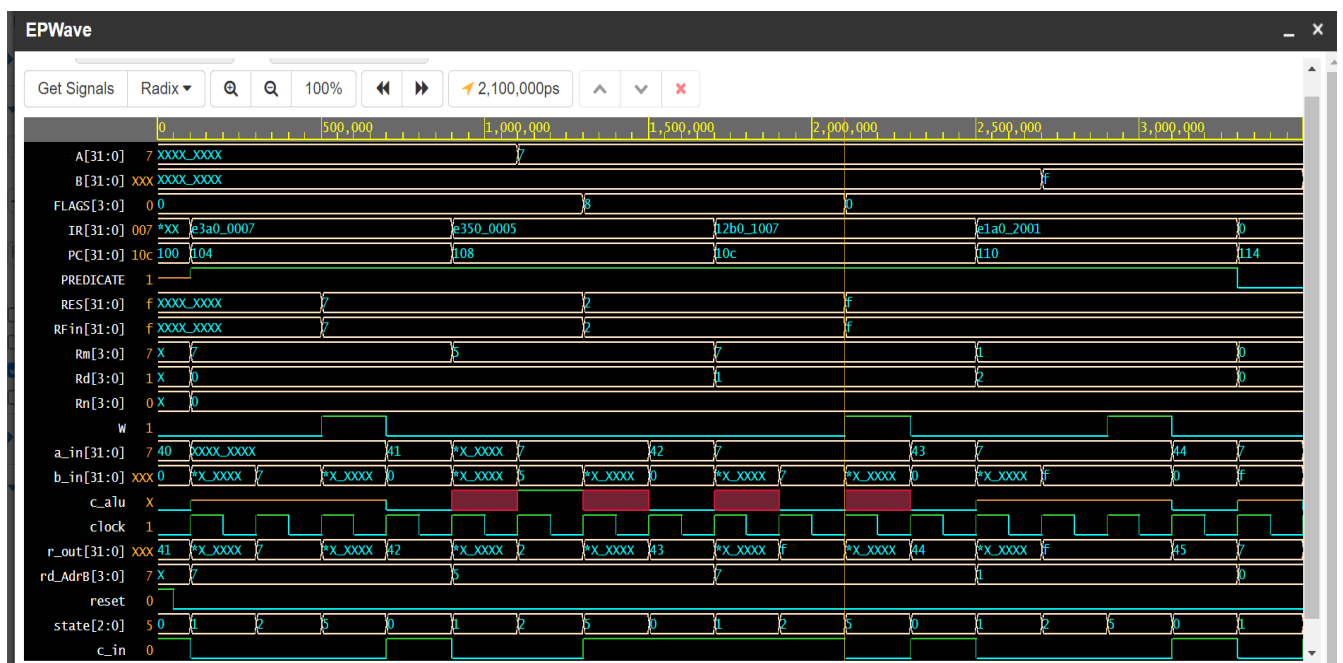 EPWave
Get Signals Radix 100% 2,100,000ps
0 500,000 1,000,000 1,500,000 2,000,000 2,500,000 3,000,000
A[31:0] 7 XXXX_XXXX 7
B[31:0] XXX XXXX_XXXX f
FLAGS[3:0] 0 0 8 0
IR[31:0] 007 *XX e3a0_0007 e350_0005 12b0_1007 e1a0_2001 0
PC[31:0] 10c 100 104 108 10c 110 114
PREDICATE 1
RES[31:0] f XXXX_XXXX 7 2 f
RFin[31:0] f XXXX_XXXX 7 2 f
Rm[3:0] 7 X 7 5 7 1 0
Rd[3:0] 1 X 0 1 2 0
Rn[3:0] 0 X 0
W 1
a_in[31:0] 7 40 XXXX_XXXX 41 *X_XXXX 7 42 7 43 7 44 7
b_in[31:0] XXX 0 *X_XXXX 7 *X_XXXX 0 *X_XXXX 5 *X_XXXX 0 *X_XXXX 7 *X_XXXX 0 *X_XXXX f 0 f
c_alu X
clock 1
r_out[31:0] XXX 41 *X_XXXX 7 *X_XXXX 42 *X_XXXX 2 *X_XXXX 43 *X_XXXX f *X_XXXX 44 *X_XXXX f 45 7
rd_AdrB[3:0] 7 X 7 5 7 1 0
reset 0
state[2:0] 5 0 1 2 5 0 1 2 5 0 1 2 5 0 1 2 5 0 1
c_in 0